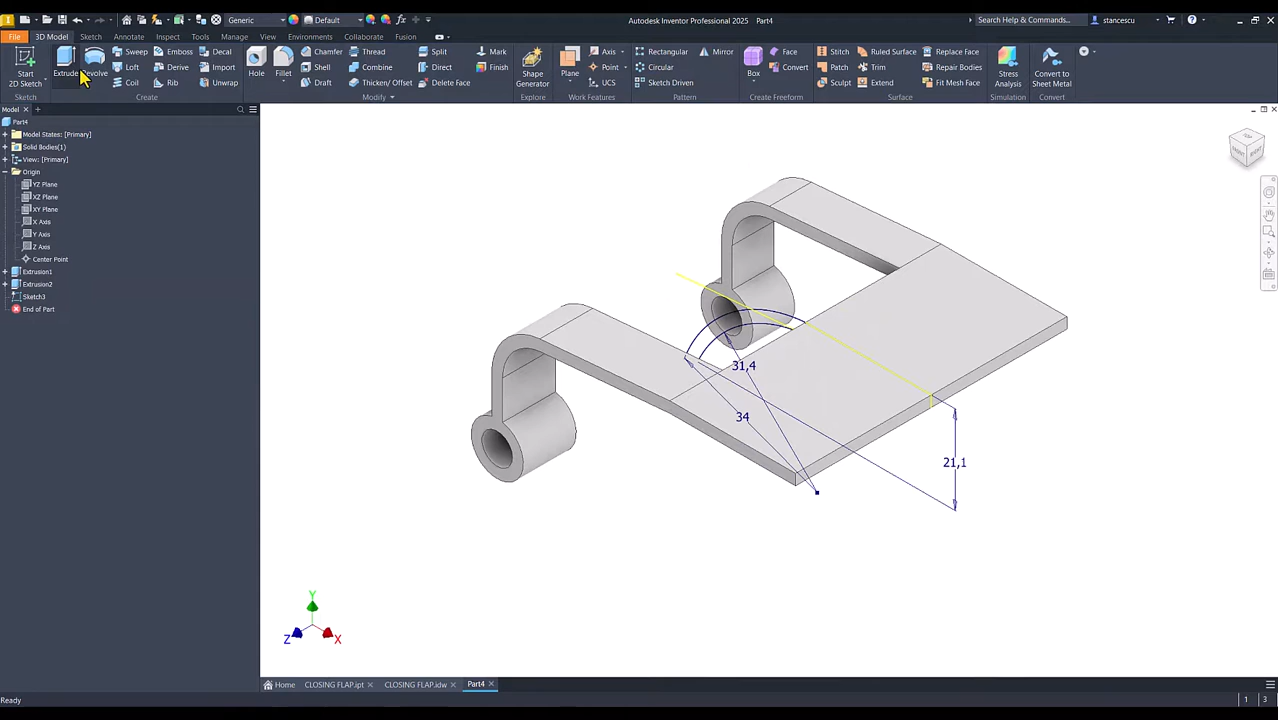 Generic Default Autodesk Inventor Professional 2025 Part4 Search Help & Commands... stancescu
File 3D Model Sketch Annotate Inspect Tools Manage View Environments Collaborate Fusion
Start 2D Sketch Extrude Revolve Sweep Emboss Decal Hole Fillet Chamfer Thread Split Mark Shape Generator Plane Axis Rectangular Mirror Box Face Stitch Ruled Surface Replace Face Stress Analysis Convert to Sheet Metal
Loft Derive Import Shell Combine Direct Finish Point Circular Convert Patch Trim Repair Bodies
Coil Rib Unwrap Draft Thicken/ Offset Delete Face UCS Sketch Driven Sculpt Extend Fit Mesh Face
Sketch Create Modify Explore Work Features Pattern Create Freeform Surface Simulation Convert
Model
Part4
Model States: [Primary]
Solid Bodies(1)
View: [Primary]
Origin
YZ Plane
XZ Plane
XY Plane
X Axis
Y Axis
Z Axis
Center Point
Extrusion1
Extrusion2
Sketch3
End of Part
TOP
FRONT RIGHT
31,4
34
21,1
Y
Z X
Home CLOSING FLAP.ipt CLOSING FLAP.idw Part4
Ready 1 3